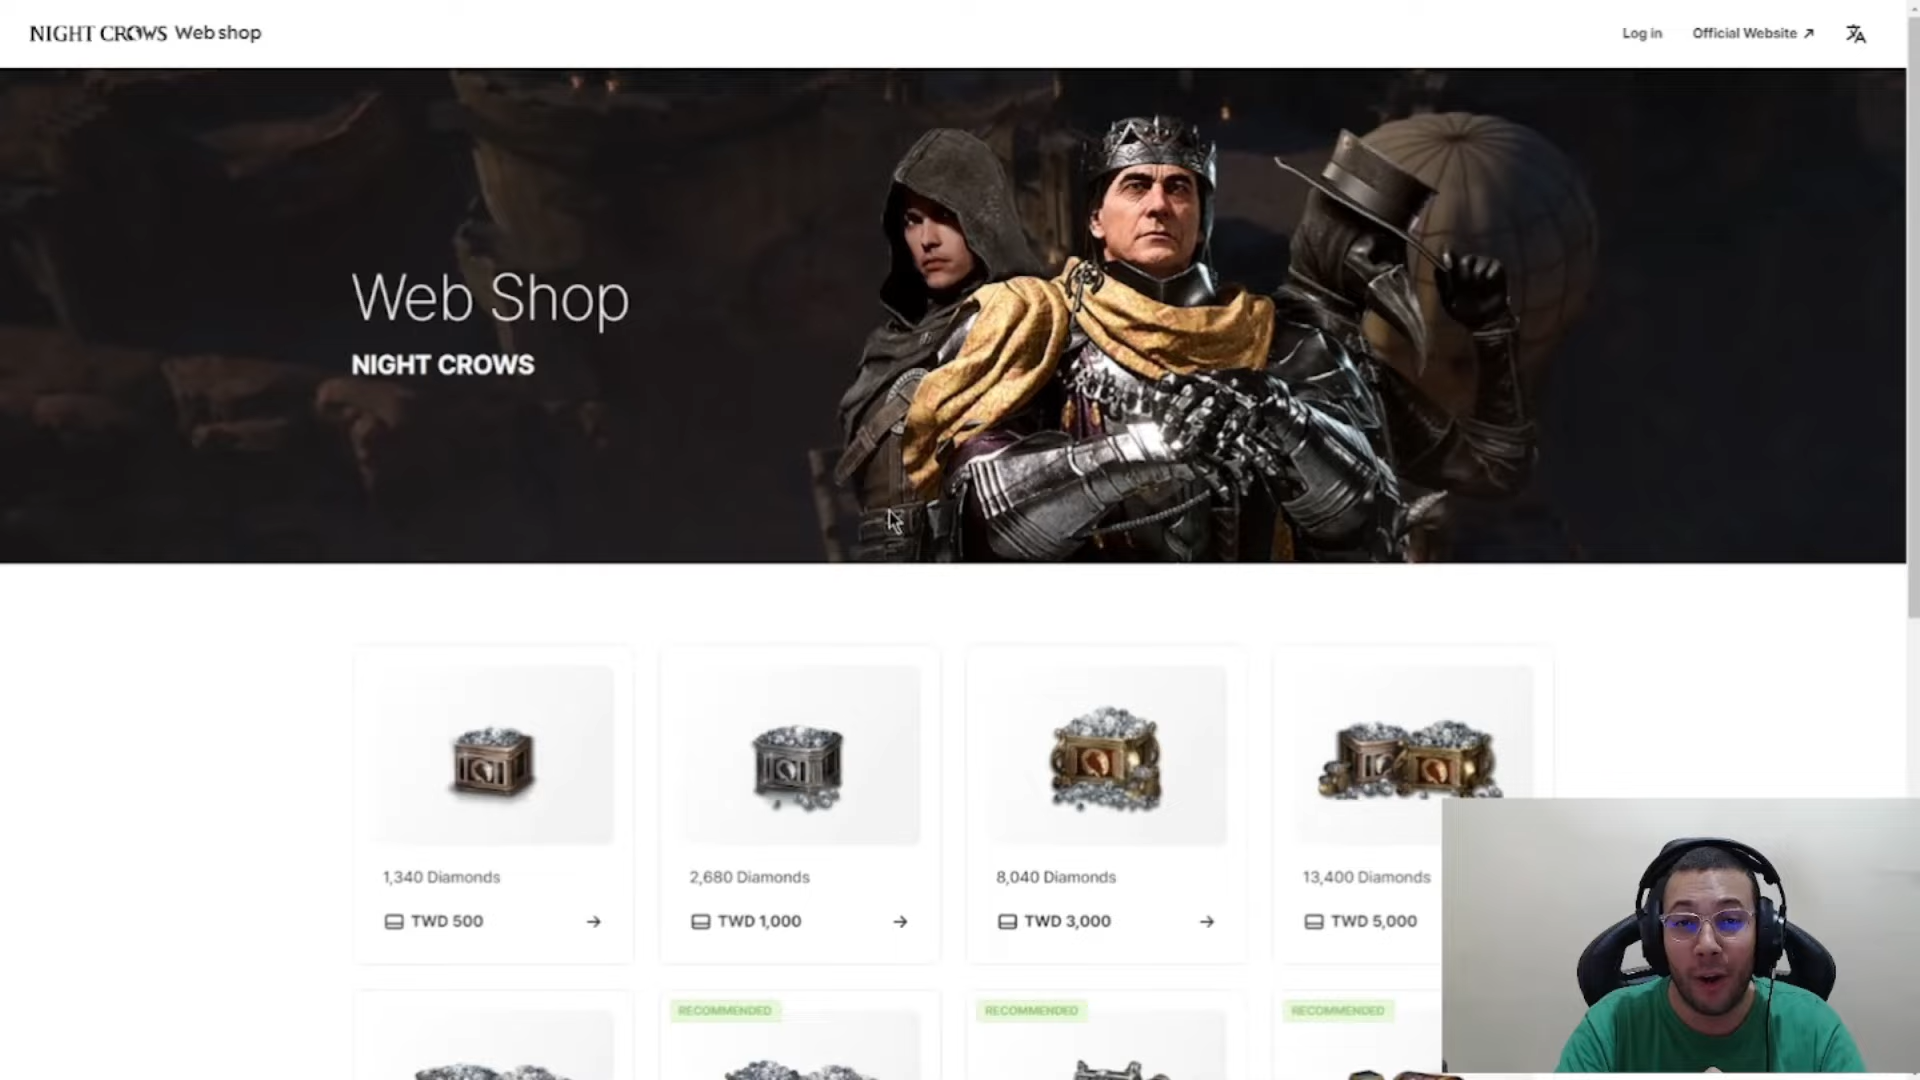 NIGHT CROWS Web shop
Log in
Official Website
Web Shop
NIGHT CROWS
1,340 Diamonds
TWD 500
2,680 Diamonds
TWD 1,000
8,040 Diamonds
TWD 3,000
13,400 Diamonds
TWD 5,000
RECOMMENDED
RECOMMENDED
RECOMMENDED